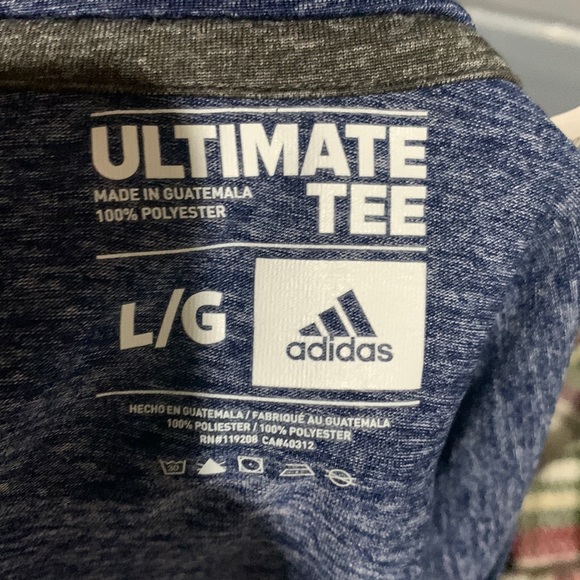 ULTIMATE
MADE IN GUATEMALA
100% POLYESTER
TEE
L/G
adidas
HECHO EN GUATEMALA / FABRIQUÉ AU GUATEMALA
100% POLIESTER / 100% POLYESTER
RN#119208 CA#40312
30